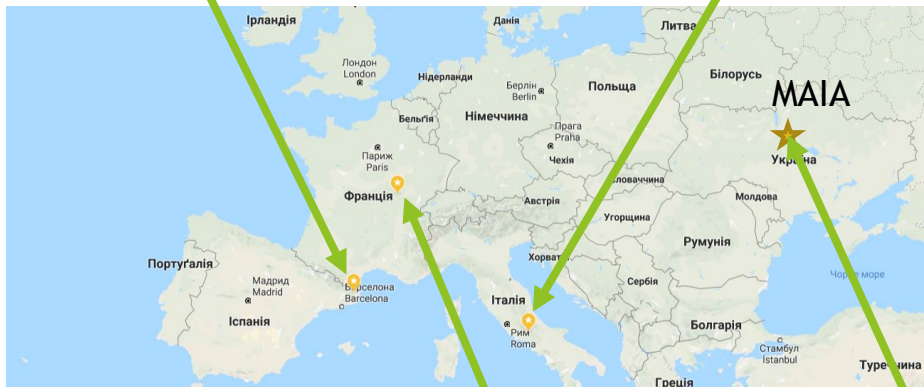 Ірландія
Данія
Литва
Лондон
London
Нідерланди
Берлін
Berlin
Польща
Білорусь
MAIA
Бельгія
Німеччина
Париж
Paris
Прага
Praha
Чехія
Україна
Франція
Словаччина
Австрія
Угорщина
Молдова
Румунія
Хорватія
Португалія
Мадрид
Madrid
Барселона
Barcelona
Італія
Рим
Roma
Сербія
Чорне море
Іспанія
Болгарія
Стамбул
İstanbul
Греція
Туреччина